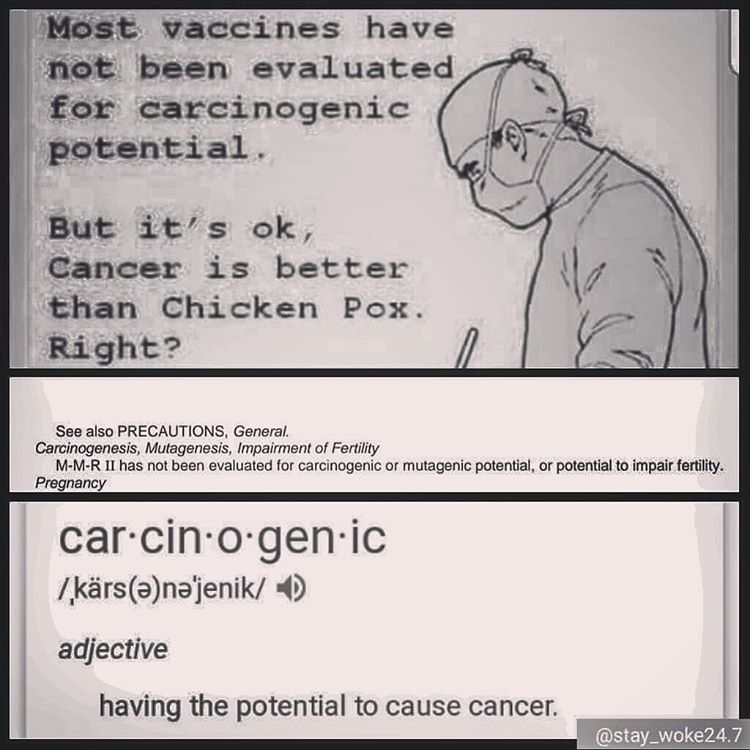 Most vaccines have
not been evaluated
for carcinogenic
potential.
But it's ok,
Cancer is better
than Chicken Pox.
Right?
See also PRECAUTIONS, General.
Carcinogenesis, Mutagenesis, Impairment of Fertility
M-M-R II has not been evaluated for carcinogenic or mutagenic potential, or potential to impair fertility.
Pregnancy
car·cin·o·gen·ic
/ˌkärs(ə)nəˈjenik/
adjective
having the potential to cause cancer.
@stay_woke24.7